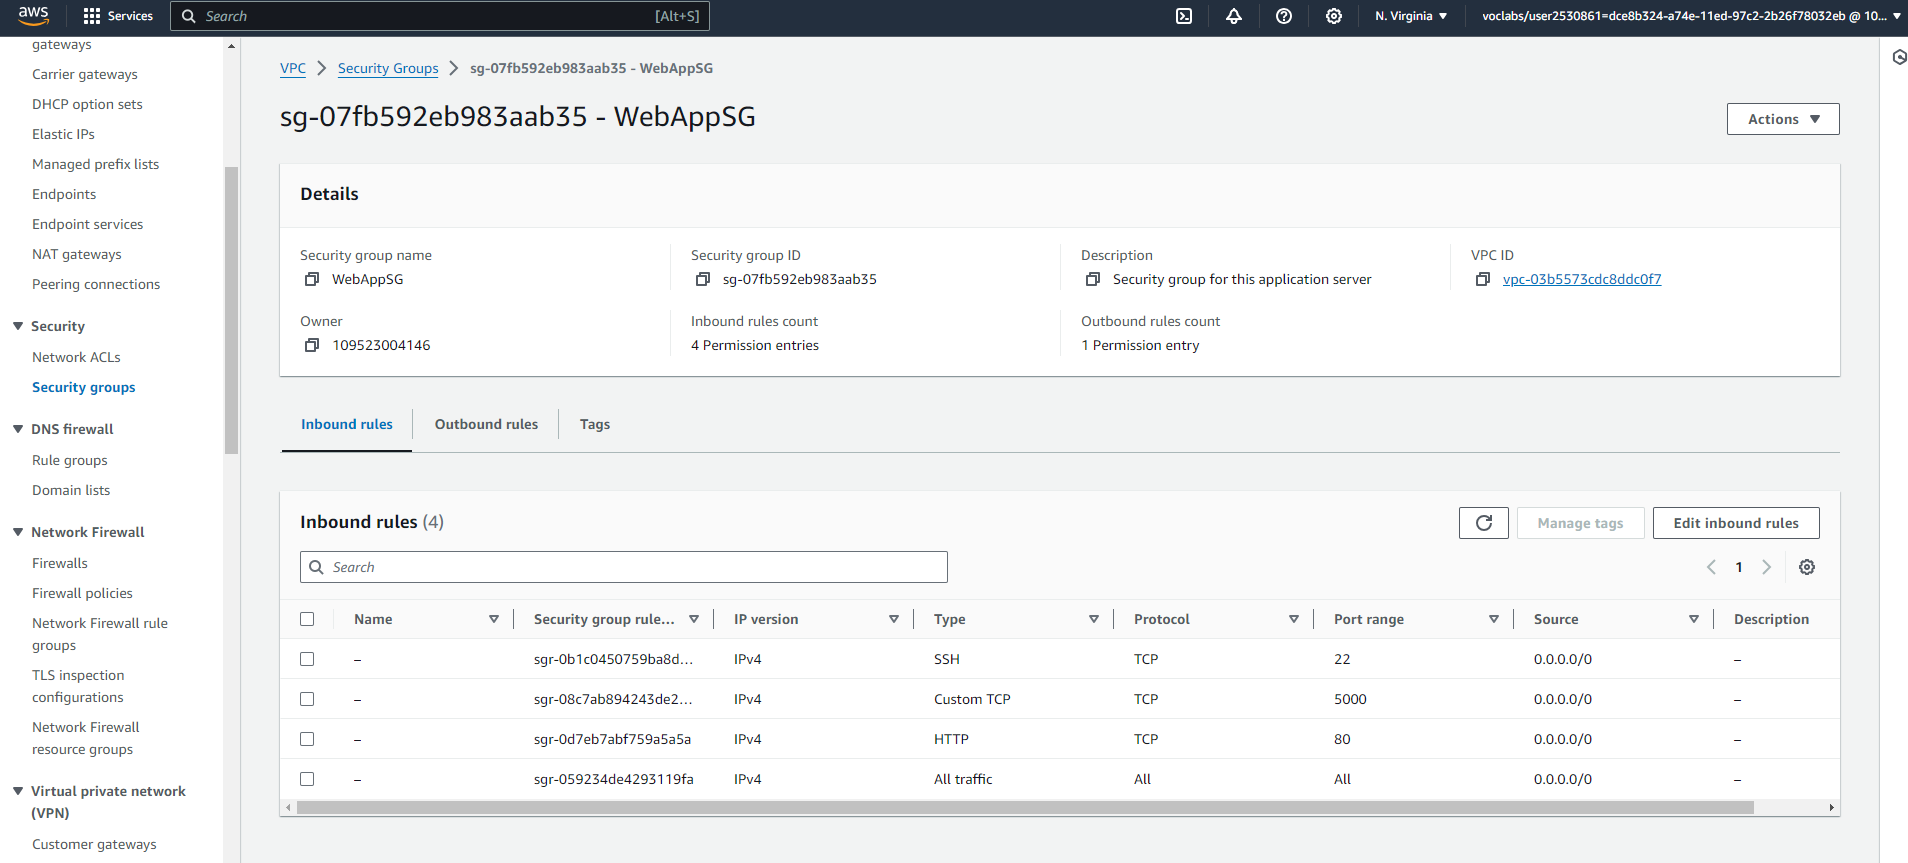 aws
Services
Search
[Alt+S]
N. Virginia
voclabs/user2530861=dce8b324-a74e-11ed-97c2-2b26f78032eb @ 10...
gateways
Carrier gateways
DHCP option sets
Elastic IPs
Managed prefix lists
Endpoints
Endpoint services
NAT gateways
Peering connections
Security
Network ACLs
Security groups
DNS firewall
Rule groups
Domain lists
Network Firewall
Firewalls
Firewall policies
Network Firewall rule
groups
TLS inspection
configurations
Network Firewall
resource groups
Virtual private network
(VPN)
Customer gateways
VPC > Security Groups > sg-07fb592eb983aab35 - WebAppSG
sg-07fb592eb983aab35 - WebAppSG
Actions
Details
Security group name
WebAppSG
Security group ID
sg-07fb592eb983aab35
Description
Security group for this application server
VPC ID
vpc-03b5573cdc8ddc0f7
Owner
109523004146
Inbound rules count
4 Permission entries
Outbound rules count
1 Permission entry
Inbound rules
Outbound rules
Tags
Inbound rules (4)
Manage tags
Edit inbound rules
Search
1
Name Security group rule... IP version Type Protocol Port range Source Description
– sgr-0b1c0450759ba8d... IPv4 SSH TCP 22 0.0.0.0/0 –
– sgr-08c7ab894243de2... IPv4 Custom TCP TCP 5000 0.0.0.0/0 –
– sgr-0d7eb7abf759a5a5a IPv4 HTTP TCP 80 0.0.0.0/0 –
– sgr-059234de4293119fa IPv4 All traffic All All 0.0.0.0/0 –